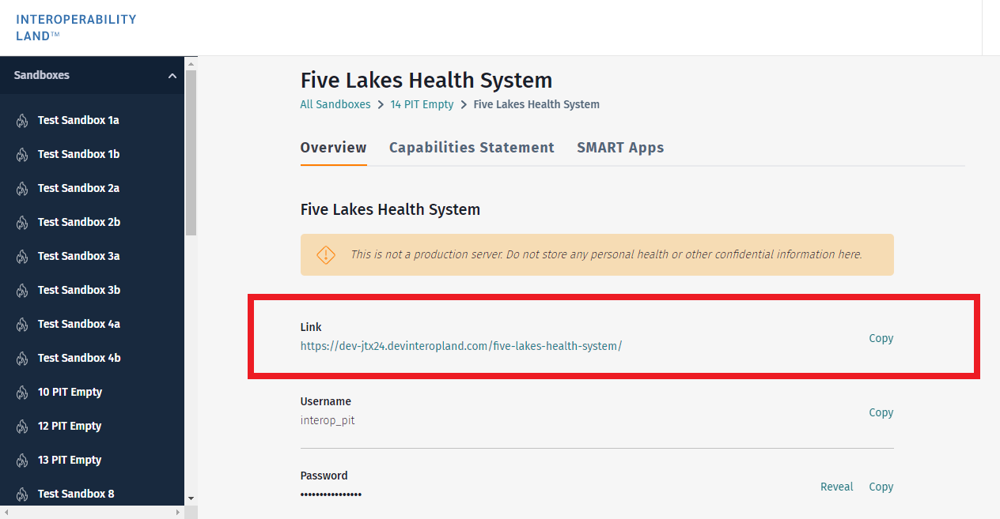 INTEROPERABILITY
LAND™
Sandboxes
Test Sandbox 1a
Test Sandbox 1b
Test Sandbox 2a
Test Sandbox 2b
Test Sandbox 3a
Test Sandbox 3b
Test Sandbox 4a
Test Sandbox 4b
10 PIT Empty
12 PIT Empty
13 PIT Empty
Test Sandbox 8
Five Lakes Health System
All Sandboxes > 14 PIT Empty > Five Lakes Health System
Overview Capabilities Statement SMART Apps
Five Lakes Health System
This is not a production server. Do not store any personal health or other confidential information here.
Link
https://dev-jtx24.devinteropland.com/five-lakes-health-system/ Copy
Username
interop_pit Copy
Password
•••••••••••••••• Reveal Copy